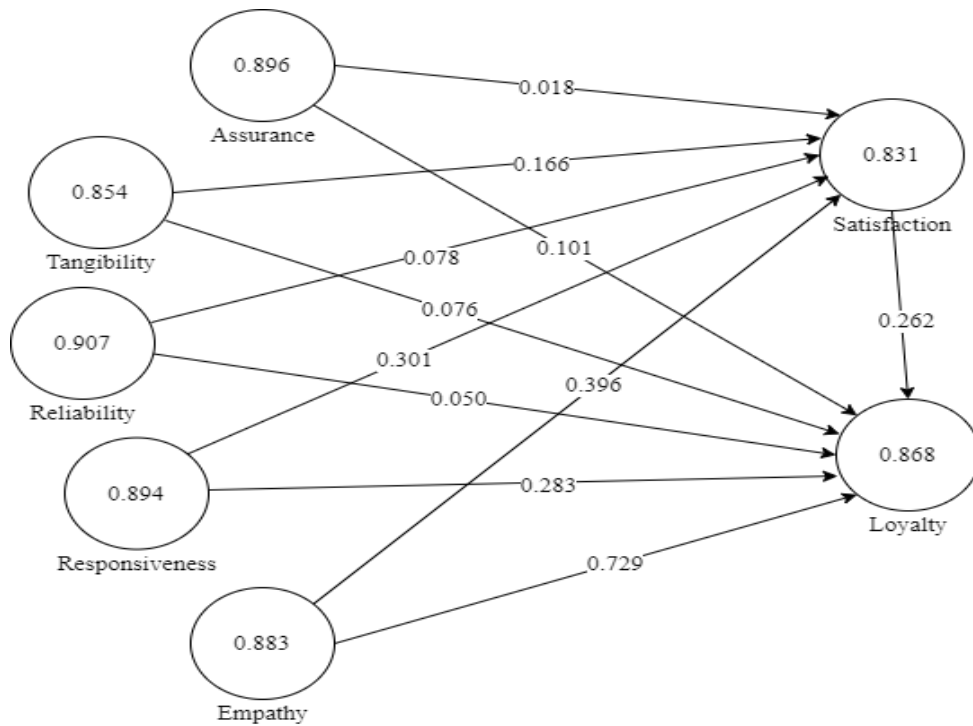 0.896
Assurance
0.018
0.831
Satisfaction
0.854
Tangibility
0.166
0.078
0.101
0.907
Reliability
0.076
0.262
0.301
0.396
0.050
0.868
Loyalty
0.894
Responsiveness
0.283
0.729
0.883
Empathy